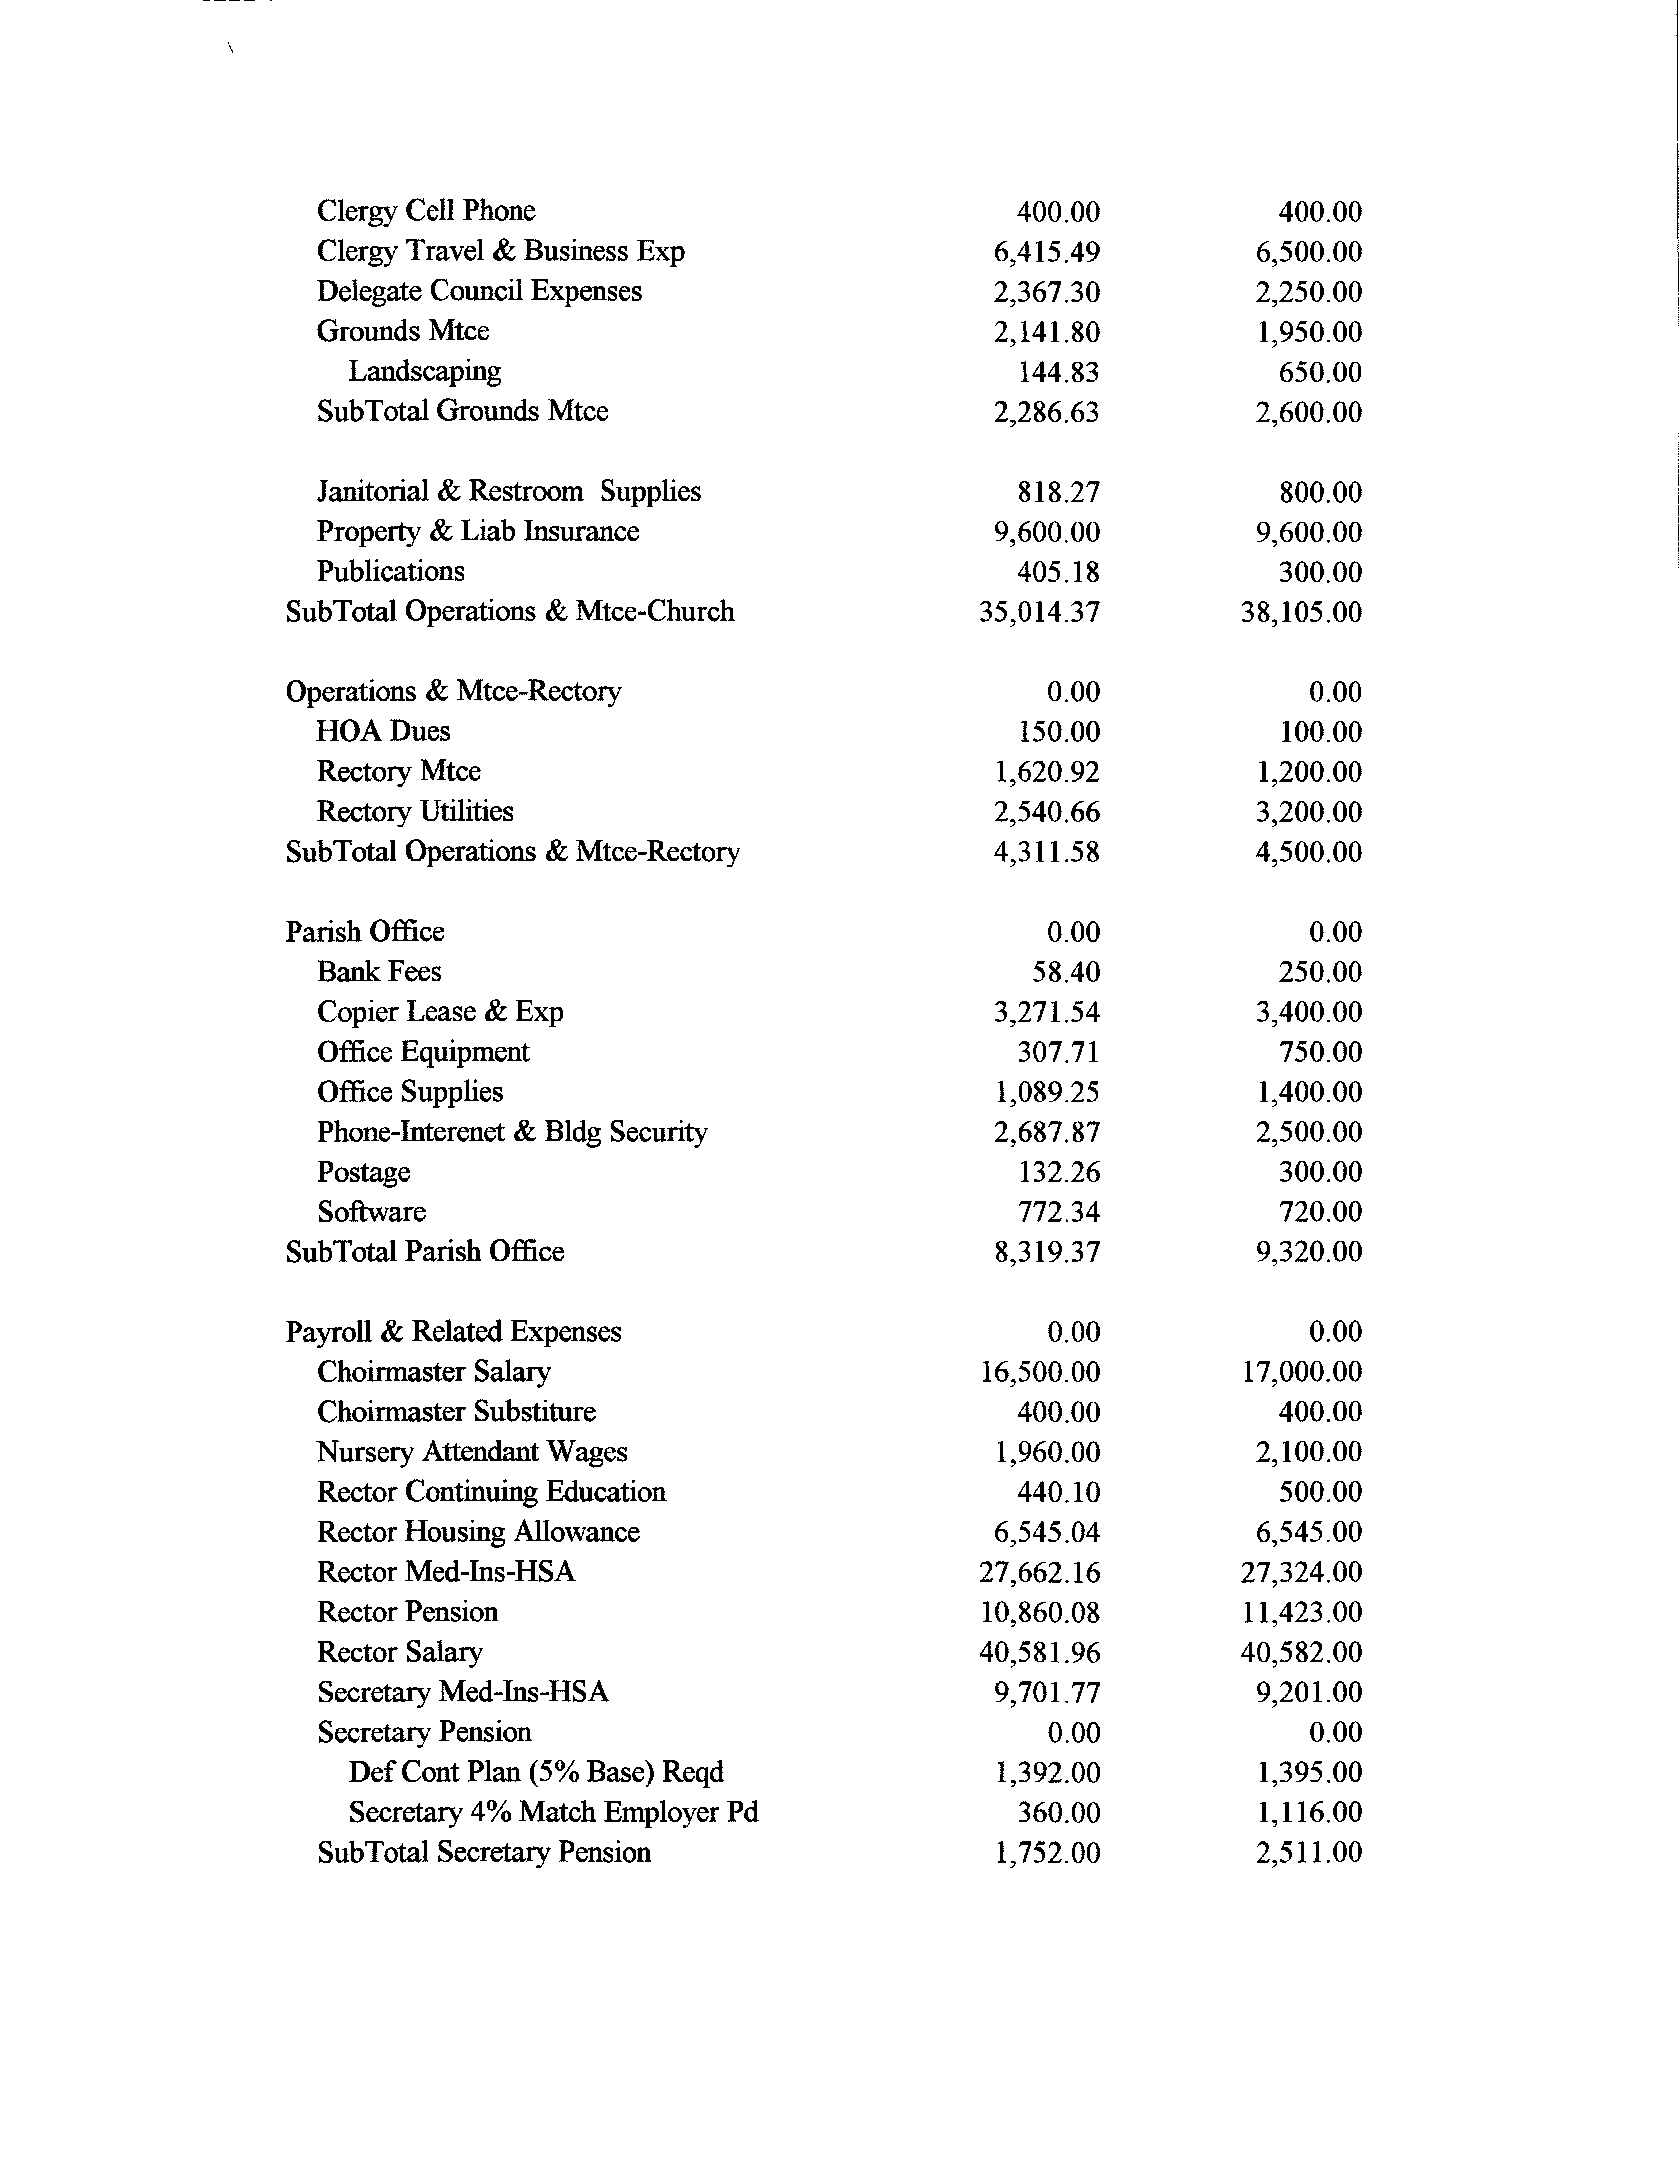 Clergy Cell Phone 400.00 400.00
Clergy Travel & Business Exp 6,415.49 6,500.00
Delegate Council Expenses 2,367.30 2,250.00
Grounds Mtce 2,141.80 1,950.00
Landscaping 144.83 650.00
SubTotal Grounds Mtce 2,286.63 2,600.00
Janitorial & Restroom Supplies 818.27 800.00
Property & Liab Insurance 9,600.00 9,600.00
Publications 405.18 300.00
SubTotal Operations & Mtce-Church 35,014.37 38,105.00
Operations & Mtce-Rectory 0.00 0.00
HOA Dues 150.00 100.00
Rectory Mtce 1,620.92 1,200.00
Rectory Utilities 2,540.66 3,200.00
SubTotal Operations & Mtce-Rectory 4,311.58 4,500.00
Parish Office 0.00 0.00
Bank Fees 58.40 250.00
Copier Lease & Exp 3,271.54 3,400.00
Office Equipment 307.71 750.00
Office Supplies 1,089.25 1,400.00
Phone-Interenet & Bldg Security 2,687.87 2,500.00
Postage 132.26 300.00
Software 772.34 720.00
SubTotal Parish Office 8,319.37 9,320.00
Payroll & Related Expenses 0.00 0.00
Choirmaster Salary 16,500.00 17,000.00
Choirmaster Substiture 400.00 400.00
Nursery Attendant Wages 1,960.00 2,100.00
Rector Continuing Education 440.10 500.00
Rector Housing Allowance 6,545.04 6,545.00
Rector Med-Ins-HSA 27,662.16 27,324.00
Rector Pension 10,860.08 11,423.00
Rector Salary 40,581.96 40,582.00
Secretary Med-Ins-HSA 9,701.77 9,201.00
Secretary Pension 0.00 0.00
Def Cont Plan (5% Base) Reqd 1,392.00 1,395.00
Secretary 4% Match Employer Pd 360.00 1,116.00
SubTotal Secretary Pension 1,752.00 2,511.00